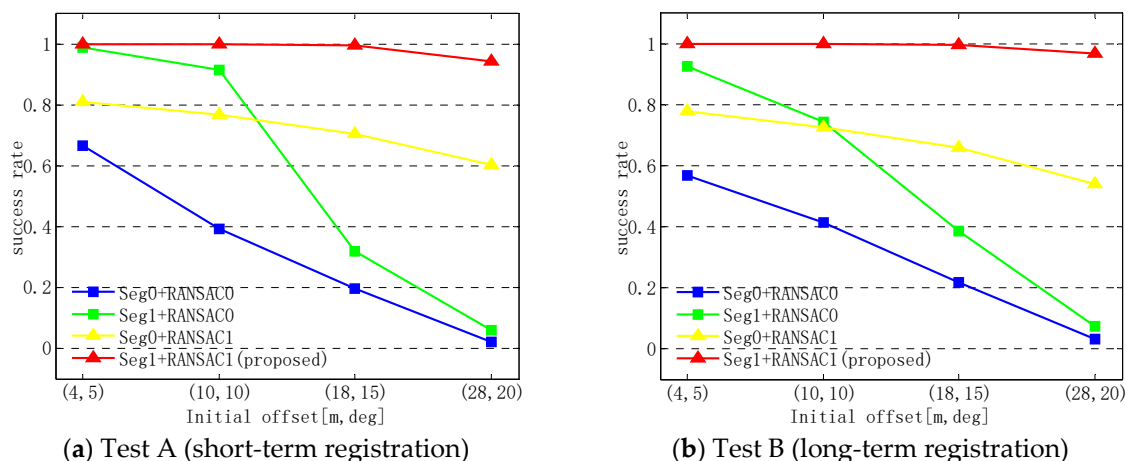 1
0.8
0.6
0.4
0.2
0
success rate
Seg0+RANSAC0
Seg1+RANSAC0
Seg0+RANSAC1
Seg1+RANSAC1(proposed)
(4,5) (10,10) (18,15) (28,20)
Initial offset[m,deg]
(a) Test A (short-term registration)
1
0.8
0.6
0.4
0.2
0
success rate
Seg0+RANSAC0
Seg1+RANSAC0
Seg0+RANSAC1
Seg1+RANSAC1(proposed)
(4,5) (10,10) (18,15) (28,20)
Initial offset[m,deg]
(b) Test B (long-term registration)